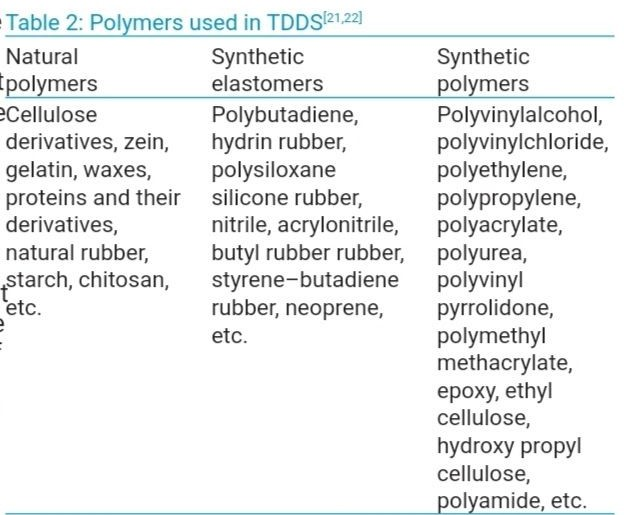 Table 2: Polymers used in TDDS[21,22]
Natural polymers
Synthetic elastomers
Synthetic polymers
Cellulose
derivatives, zein,
gelatin, waxes,
proteins and their
derivatives,
natural rubber,
starch, chitosan,
etc.
Polybutadiene,
hydrin rubber,
polysiloxane
silicone rubber,
nitrile, acrylonitrile,
butyl rubber rubber,
styrene–butadiene
rubber, neoprene,
etc.
Polyvinylalcohol,
polyvinylchloride,
polyethylene,
polypropylene,
polyacrylate,
polyurea,
polyvinyl
pyrrolidone,
polymethyl
methacrylate,
epoxy, ethyl
cellulose,
hydroxy propyl
cellulose,
polyamide, etc.